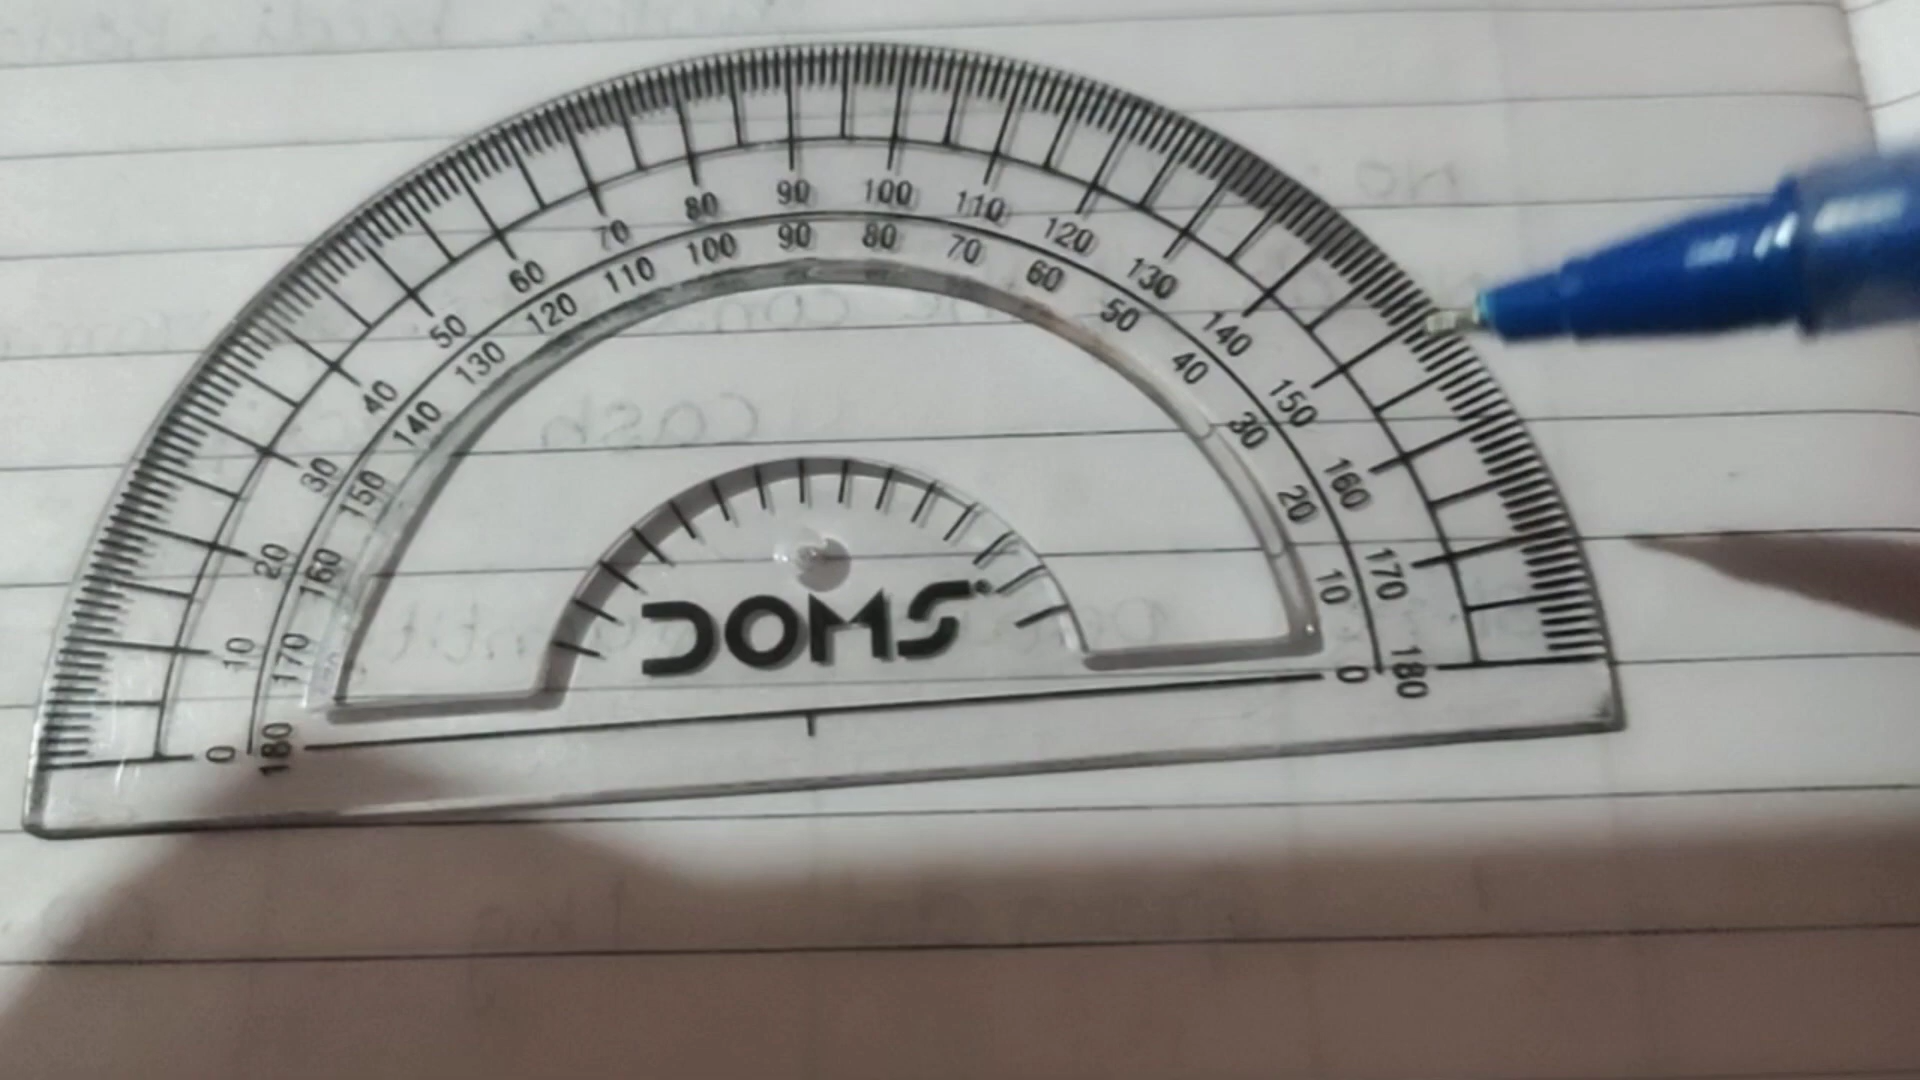 0 10 20 30 40 50 60 70 80 90 100 110 120 130 140 150 160 170 180
180 170 160 150 140 130 120 110 100 90 80 70 60 50 40 30 20 10 0
DOMS